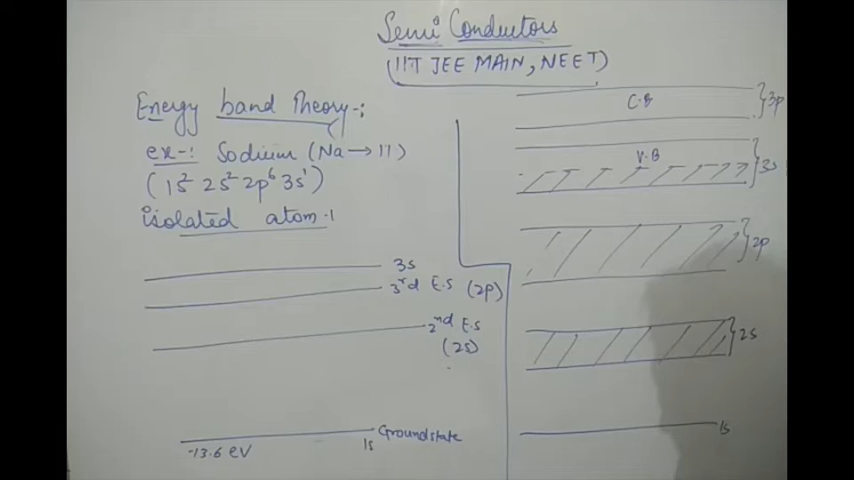 Semi Conductors
(IIT JEE MAIN, NEET)
Energy band Theory-:
ex-: Sodium (Na → 11)
(1s² 2s² 2p⁶ 3s¹)
isolated atom-1
3s
3rd E.S (2p)
2nd E.S
(2s)
Groundstate
1s
-13.6 eV
C.B
3p
V.B
3s
2p
2s
1s